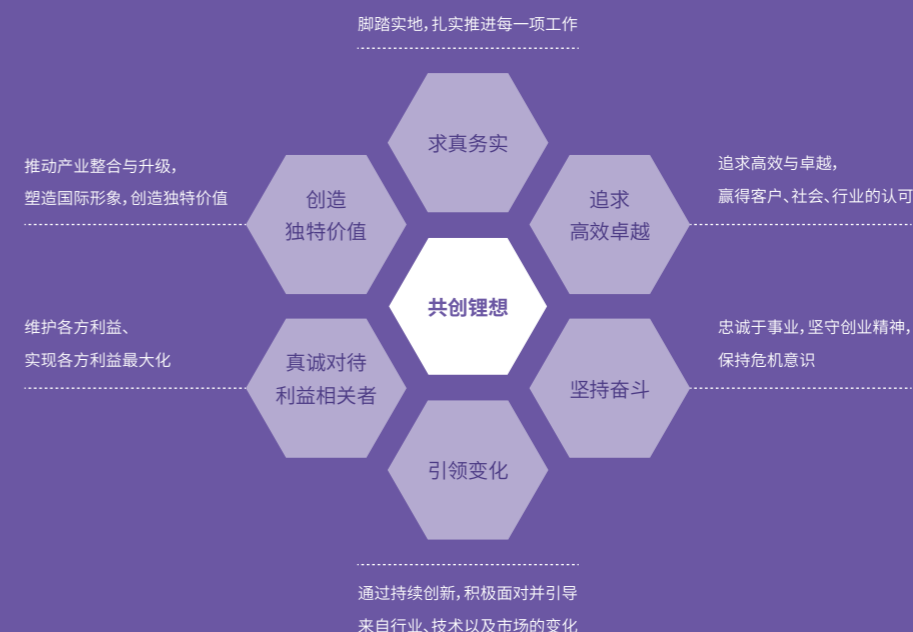 脚踏实地，扎实推进每一项工作
求真务实
推动产业整合与升级，
塑造国际形象，创造独特价值
创造
独特价值
追求
高效卓越
追求高效与卓越，
赢得客户、社会、行业的认可
共创锂想
维护各方利益、
实现各方利益最大化
真诚对待
利益相关者
坚持奋斗
忠诚于事业，坚守创业精神，
保持危机意识
引领变化
通过持续创新，积极面对并引导
来自行业、技术以及市场的变化